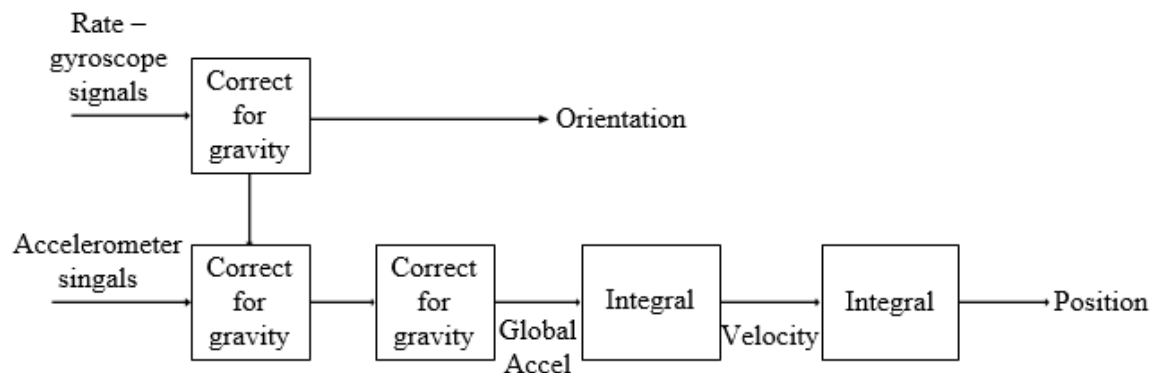 Rate –
gyroscope
signals
Correct
for
gravity
Orientation
Accelerometer
singals
Correct
for
gravity
Correct
for
gravity
Global
Accel
Integral
Velocity
Integral
Position